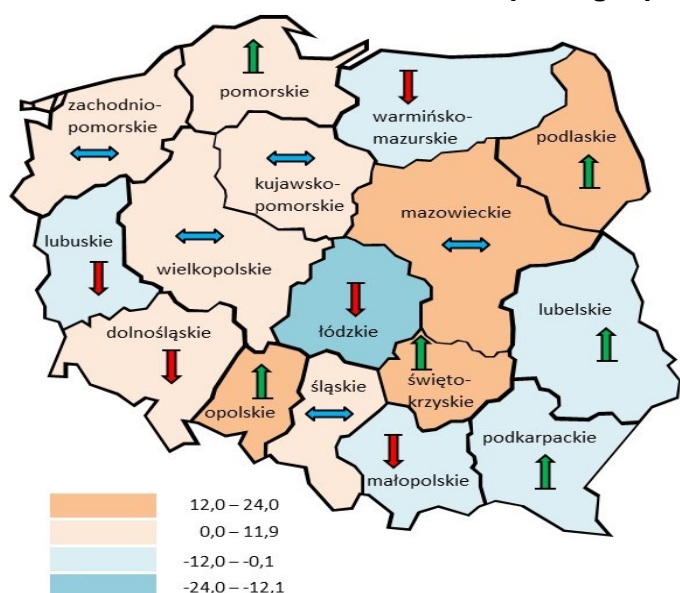 pomorskie
zachodnio-
pomorskie
warmińsko-
mazurskie
podlaskie
kujawsko-
pomorskie
mazowieckie
lubuskie
wielkopolskie
lubelskie
dolnośląskie
łódzkie
śląskie
święto-
krzyskie
opolskie
podkarpackie
małopolskie
12,0 – 24,0
0,0 – 11,9
-12,0 – -0,1
-24,0 – -12,1